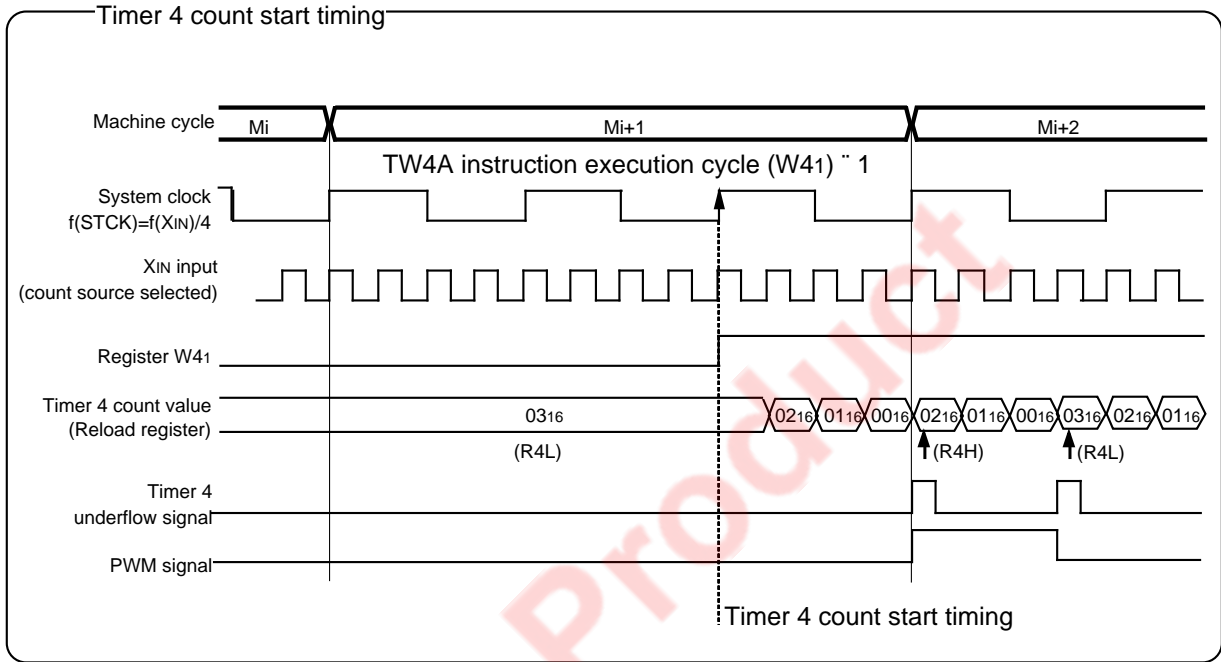 Timer 4 count start timing
Machine cycle
Mi
Mi+1
Mi+2
TW4A instruction execution cycle (W41) ¨ 1
System clock
f(STCK)=f(XIN)/4
XIN input
(count source selected)
Register W41
Timer 4 count value
(Reload register)
0316
0216
0116
0016
0216
0116
0016
0316
0216
0116
(R4L)
(R4H)
(R4L)
Timer 4
underflow signal
PWM signal
Timer 4 count start timing
Product